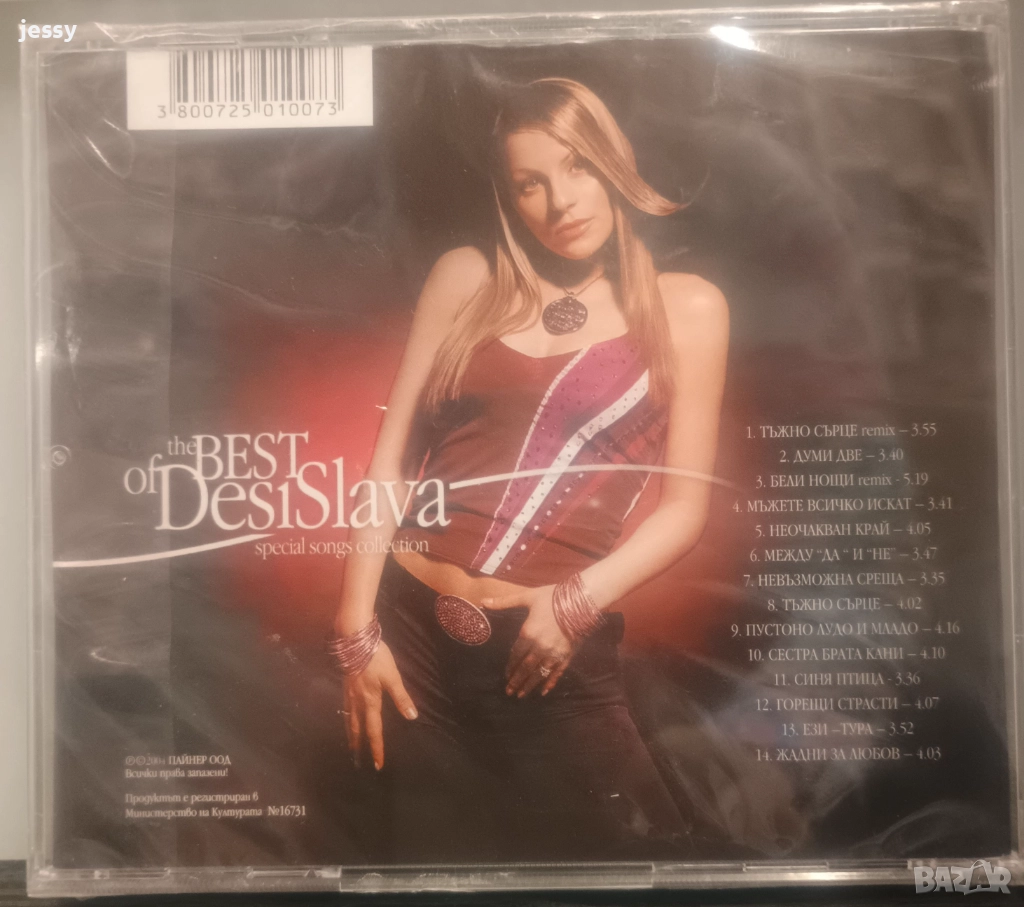 jessy
3 800725 010073
the BEST
of DesiSlava
special songs collection
1. ТЪЖНО СЪРЦЕ remix – 3.55
2. ДУМИ ДВЕ – 3.40
3. БЕЛИ НОЩИ remix - 5.19
4. МЪЖЕТЕ ВСИЧКО ИСКАТ – 3.41
5. НЕОЧАКВАН КРАЙ – 4.05
6. МЕЖДУ “ДА “ И “НЕ” – 3.47
7. НЕВЪЗМОЖНА СРЕЩА – 3.35
8. ТЪЖНО СЪРЦЕ – 4.02
9. ПУСТОНО ЛУДО И МЛАДО – 4.16
10. СЕСТРА БРАТА КАНИ – 4.10
11. СИНЯ ПТИЦА - 3.36
12. ГОРЕЩИ СТРАСТИ – 4.07
13. ЕЗИ –ТУРА – 3.52
14. ЖАДНИ ЗА ЛЮБОВ – 4.03
℗©2004 ПАЙНЕР ООД
Всички права запазени!
Продуктът е регистриран в
Министерство на Културата №16731
BAZAR